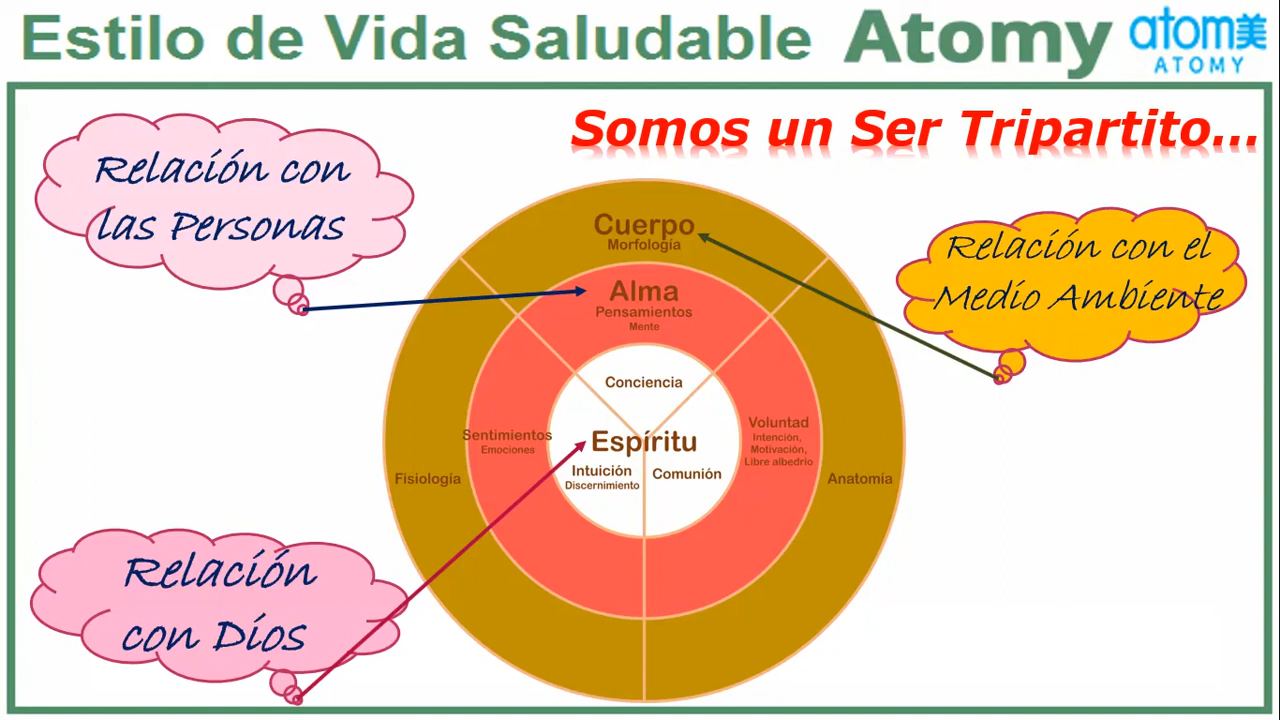 Estilo de Vida Saludable Atomy
atom美
ATOMY
Somos un Ser Tripartito...
Relación con
las Personas
Relación con el
Medio Ambiente
Cuerpo
Morfología
Alma
Pensamientos
Mente
Conciencia
Sentimientos
Emociones
Voluntad
Intención,
Motivación,
Libre albedrio
Espíritu
Intuición
Discernimiento
Comunión
Fisiología
Anatomía
Relación
con Dios